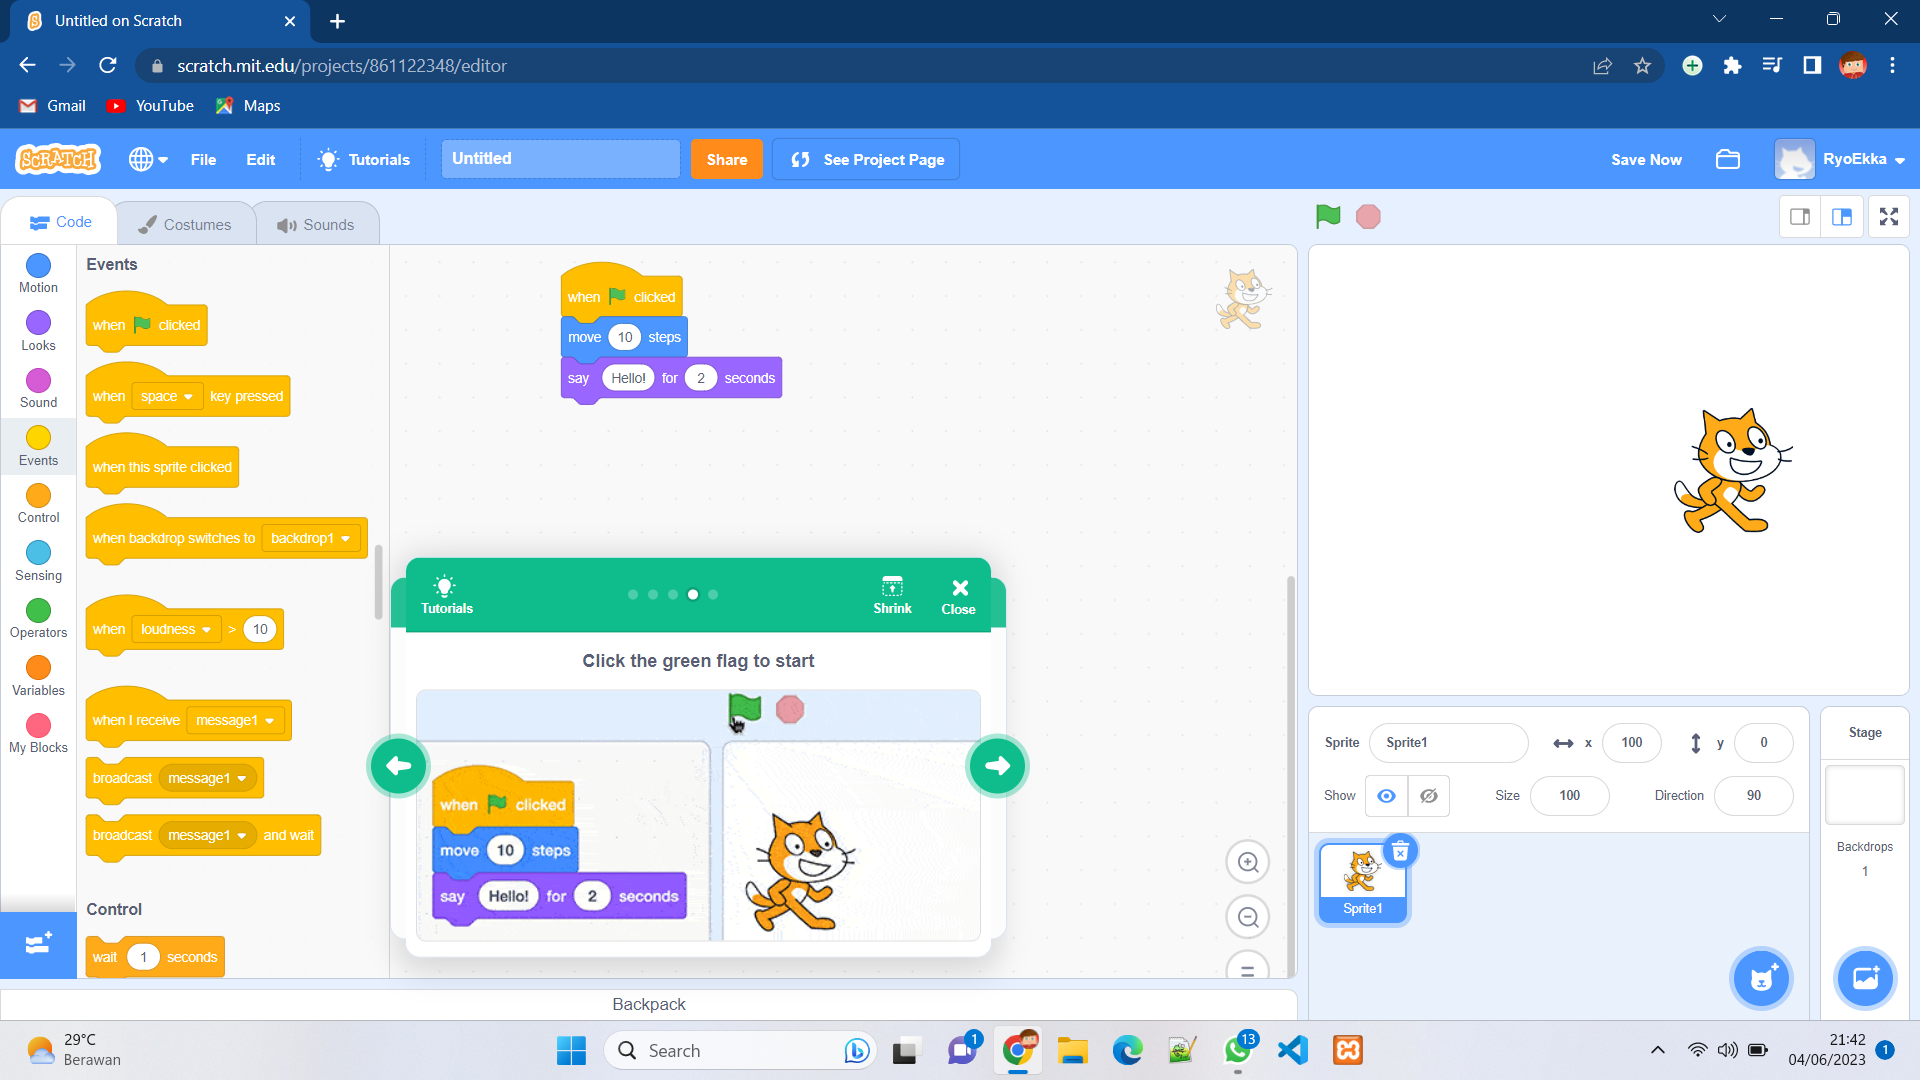 Untitled on Scratch
scratch.mit.edu/projects/861122348/editor
Gmail
YouTube
Maps
SCRATCH
File
Edit
Tutorials
Untitled
Share
See Project Page
Save Now
RyoEkka
Code
Costumes
Sounds
Motion
Looks
Sound
Events
Control
Sensing
Operators
Variables
My Blocks
Events
when clicked
when space key pressed
when this sprite clicked
when backdrop switches to backdrop1
when loudness > 10
when I receive message1
broadcast message1
broadcast message1 and wait
Control
wait 1 seconds
when clicked
move 10 steps
say Hello! for 2 seconds
Tutorials
Shrink
Close
Click the green flag to start
when clicked
move 10 steps
say Hello! for 2 seconds
Backpack
Sprite Sprite1 x 100 y 0
Show Size 100 Direction 90
Sprite1
Stage
Backdrops
1
29°C
Berawan
Search
1
13
21:42
04/06/2023
1